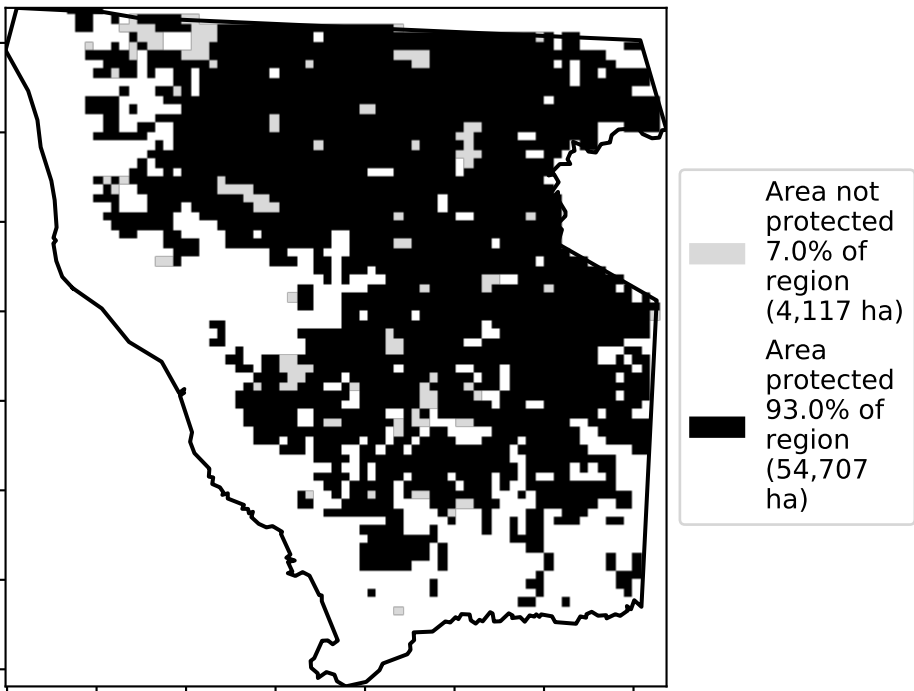 Area not
protected
7.0% of
region
(4,117 ha)
Area
protected
93.0% of
region
(54,707
ha)